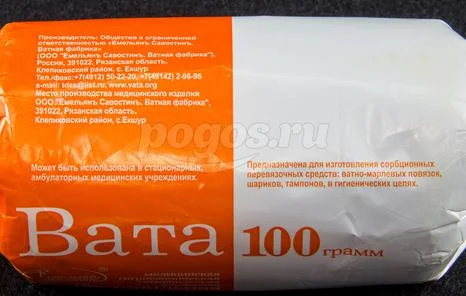 Производитель: Общество с ограниченной
ответственностью «Емельянъ Савостинъ.
Ватная фабрика»
ООО "Емельянъ Савостинъ. Ватная фабрика",
Россия, 391022, Рязанская область,
Клепиковский район, с. Екшур
Тел./факс:+7(4912) 50-22-20, +7(49142) 2-96-96
e-mail: tdes@list.ru, www.vata.org
Место производства медицинского изделия
ООО "Емельянъ Савостинъ. Ватная фабрика",
391022, Рязанская область,
Клепиковский район, с.Екшур
pogos.ru
Может быть использована в стационарных,
амбулаторных медицинских учреждениях.
Предназначена для изготовления сорбционных
перевязочных средств: ватно-марлевых повязок,
шариков, тампонов, в гигиенических целях.
Вата 100 грамм
МЕДИЦИНСКАЯ
ГИГРОСКОПИЧЕСКАЯ